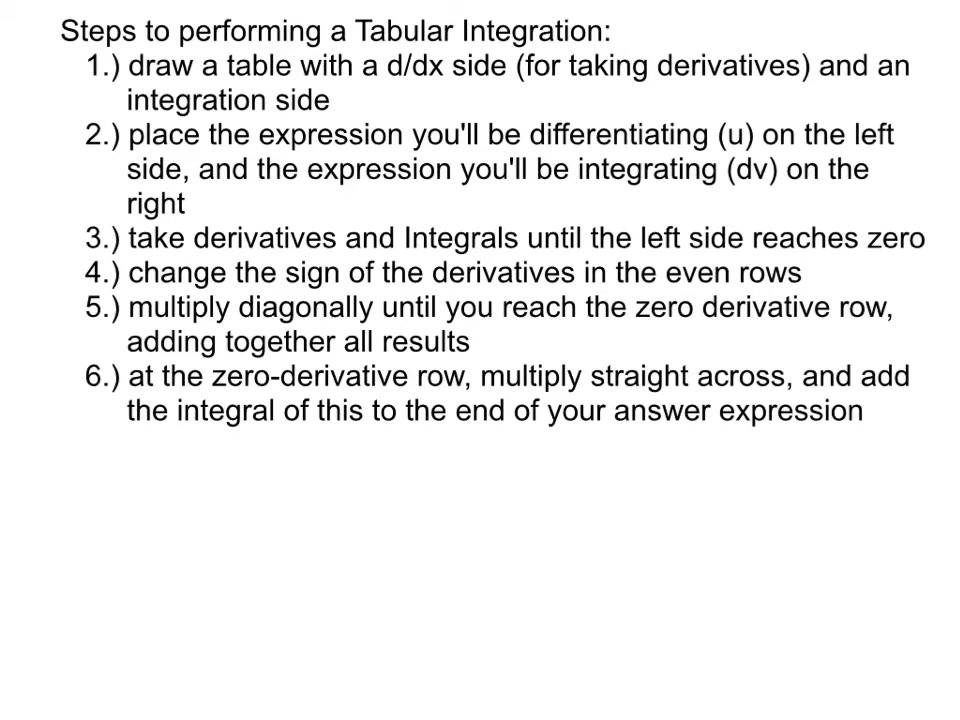 Steps to performing a Tabular Integration:
1.) draw a table with a d/dx side (for taking derivatives) and an
integration side
2.) place the expression you'll be differentiating (u) on the left
side, and the expression you'll be integrating (dv) on the
right
3.) take derivatives and Integrals until the left side reaches zero
4.) change the sign of the derivatives in the even rows
5.) multiply diagonally until you reach the zero derivative row,
adding together all results
6.) at the zero-derivative row, multiply straight across, and add
the integral of this to the end of your answer expression